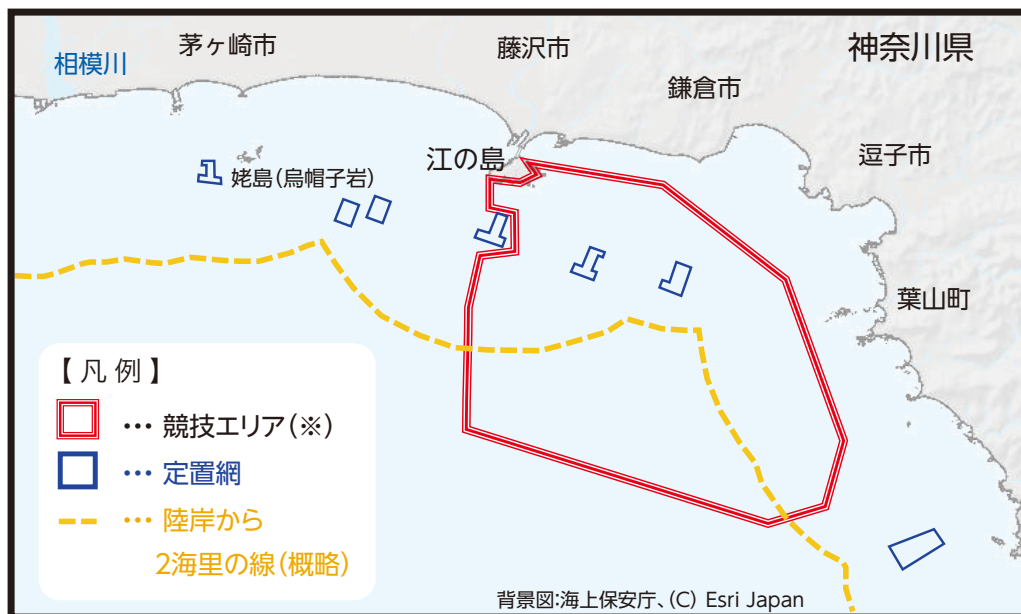 神奈川県
茅ヶ崎市
藤沢市
相模川
鎌倉市
江の島
逗子市
姥島(烏帽子岩)
葉山町
【凡例】
… 競技エリア(※)
… 定置網
… 陸岸から
2海里の線(概略)
背景図:海上保安庁、(C) Esri Japan